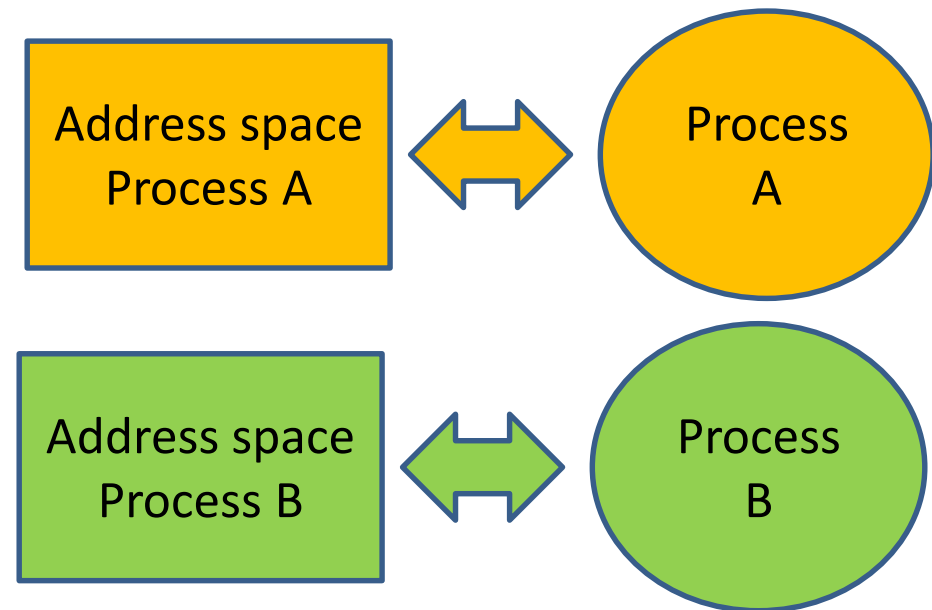 Address space
Process A
Process
A
Address space
Process B
Process
B